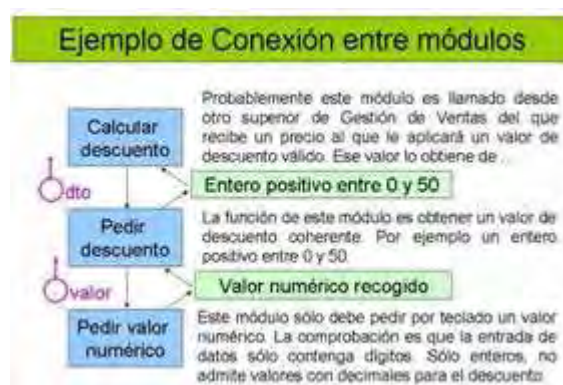 Ejemplo de Conexión entre módulos
Probablemente este módulo es llamado desde
otro superior de Gestión de Ventas del que
recibe un precio al que le aplicará un valor de
descuento válido. Ese valor lo obtiene de ...
Calcular
descuento
dto
Entero positivo entre 0 y 50
La función de este módulo es obtener un valor de
descuento coherente. Por ejemplo un entero
positivo entre 0 y 50.
Pedir
descuento
valor
Valor numérico recogido
Este módulo sólo debe pedir por teclado un valor
numérico. La comprobación es que la entrada de
datos sólo contenga dígitos. Sólo enteros, no
admite valores con decimales para el descuento.
Pedir valor
numérico